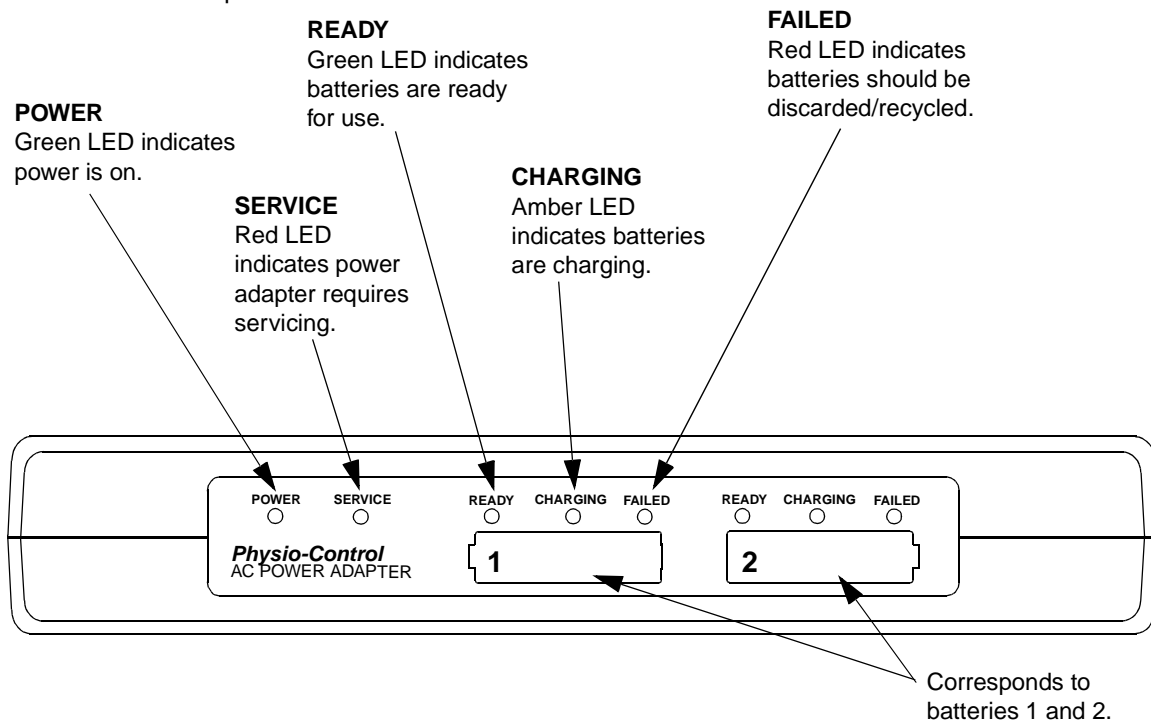 READY
Green LED indicates
batteries are ready
for use.
FAILED
Red LED indicates
batteries should be
discarded/recycled.
POWER
Green LED indicates
power is on.
SERVICE
Red LED
indicates power
adapter requires
servicing.
CHARGING
Amber LED
indicates batteries
are charging.
POWER SERVICE READY CHARGING FAILED READY CHARGING FAILED
Physio-Control
AC POWER ADAPTER
1
2
Corresponds to
batteries 1 and 2.